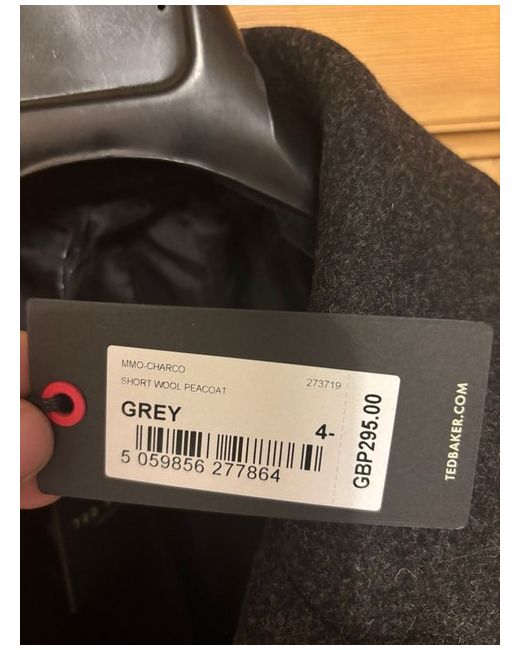 MMO-CHARCO
SHORT WOOL PEACOAT 273719
GREY
4-
5 059856 277864
GBP295.00
TEDBAKER.COM